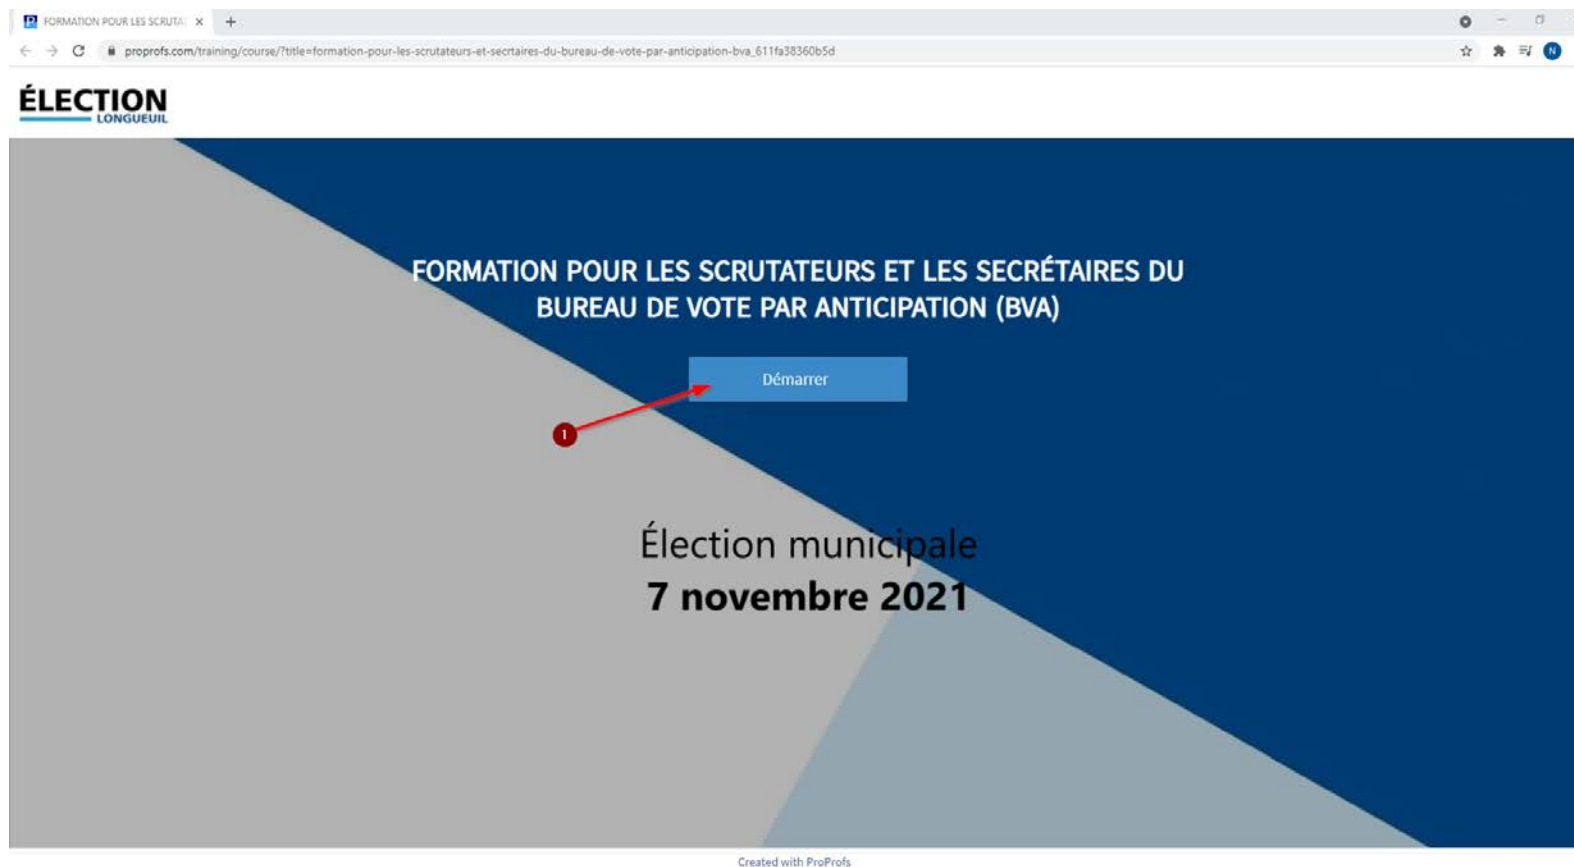 FORMATION POUR LES SCRUTA
proprofs.com/training/course/?title=formation-pour-les-scrutateurs-et-secrtaires-du-bureau-de-vote-par-anticipation-bva_611fa38360b5d
N
ÉLECTION
LONGUEUIL
FORMATION POUR LES SCRUTATEURS ET LES SECRÉTAIRES DU
BUREAU DE VOTE PAR ANTICIPATION (BVA)
Démarrer
1
Élection municipale
7 novembre 2021
Created with ProProfs